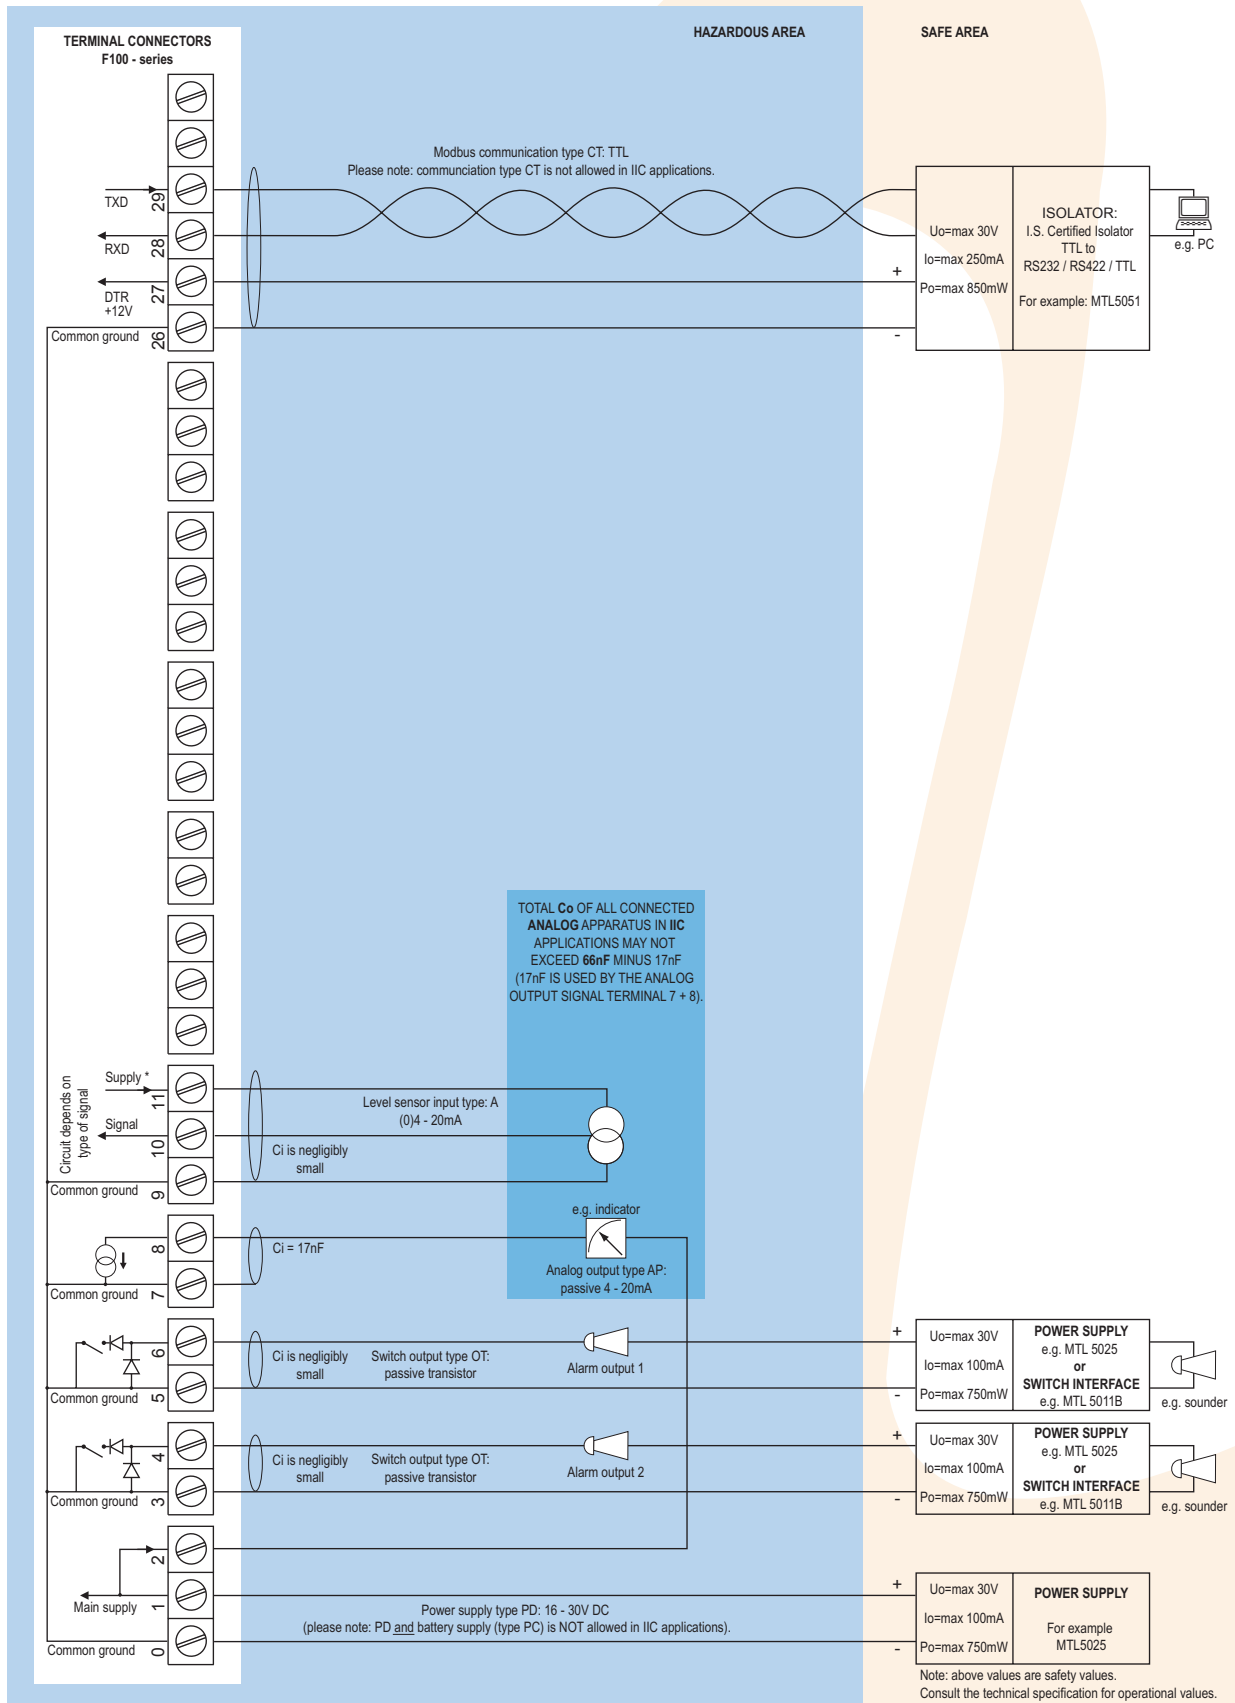 TERMINAL CONNECTORS
F100 - series
HAZARDOUS AREA
SAFE AREA
Modbus communication type CT: TTL
Please note: communciation type CT is not allowed in IIC applications.
TXD
29
RXD
28
DTR
+12V
27
Common ground
26
+
-
Uo=max 30V
Io=max 250mA
Po=max 850mW
ISOLATOR:
I.S. Certified Isolator
TTL to
RS232 / RS422 / TTL
For example: MTL5051
e.g. PC
TOTAL Co OF ALL CONNECTED
ANALOG APPARATUS IN IIC
APPLICATIONS MAY NOT
EXCEED 66nF MINUS 17nF
(17nF IS USED BY THE ANALOG
OUTPUT SIGNAL TERMINAL 7 + 8).
Circuit depends on
type of signal
Supply *
11
Signal
10
Common ground
9
Level sensor input type: A
(0)4 - 20mA
Ci is negligibly
small
8
Common ground
7
Ci = 17nF
e.g. indicator
Analog output type AP:
passive 4 - 20mA
6
Common ground
5
Ci is negligibly
small
Switch output type OT:
passive transistor
Alarm output 1
+
-
Uo=max 30V
Io=max 100mA
Po=max 750mW
POWER SUPPLY
e.g. MTL 5025
or
SWITCH INTERFACE
e.g. MTL 5011B
e.g. sounder
4
Common ground
3
Ci is negligibly
small
Switch output type OT:
passive transistor
Alarm output 2
+
-
Uo=max 30V
Io=max 100mA
Po=max 750mW
POWER SUPPLY
e.g. MTL 5025
or
SWITCH INTERFACE
e.g. MTL 5011B
e.g. sounder
2
Main supply
1
Common ground
0
Power supply type PD: 16 - 30V DC
(please note: PD and battery supply (type PC) is NOT allowed in IIC applications).
+
-
Uo=max 30V
Io=max 100mA
Po=max 750mW
POWER SUPPLY
For example
MTL5025
Note: above values are safety values.
Consult the technical specification for operational values.